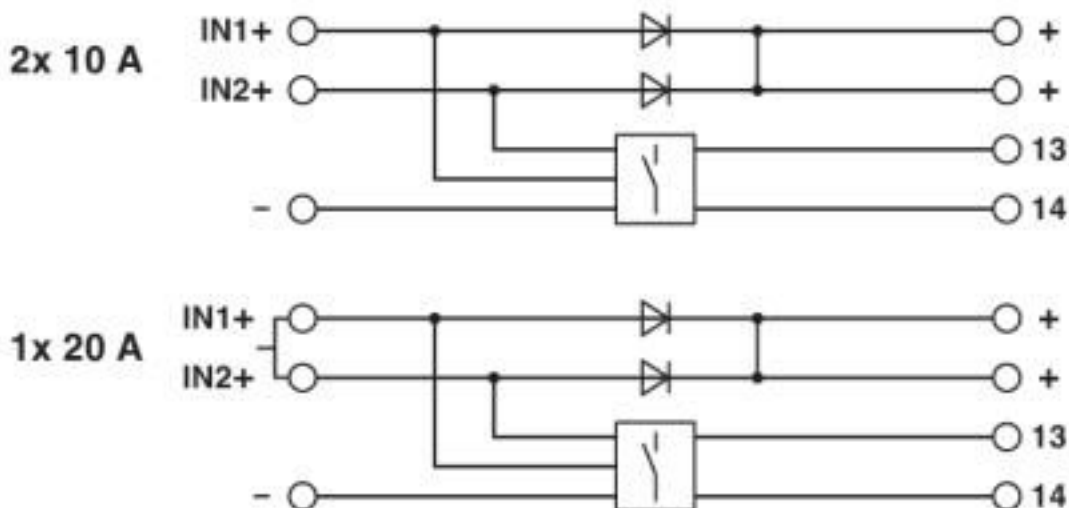 IN1+ +
2x 10 A
IN2+ +
13
– 14
IN1+ +
1x 20 A
IN2+ +
13
– 14